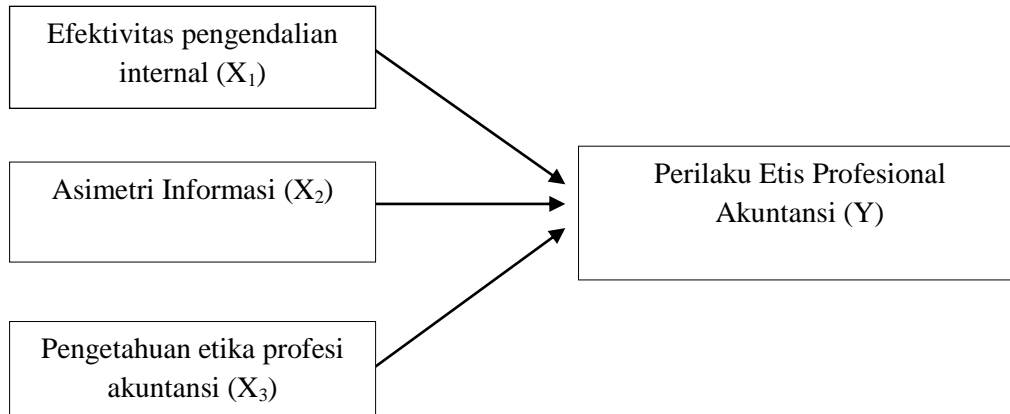 Efektivitas pengendalian
internal (X₁)
Asimetri Informasi (X₂)
Perilaku Etis Profesional
Akuntansi (Y)
Pengetahuan etika profesi
akuntansi (X₃)